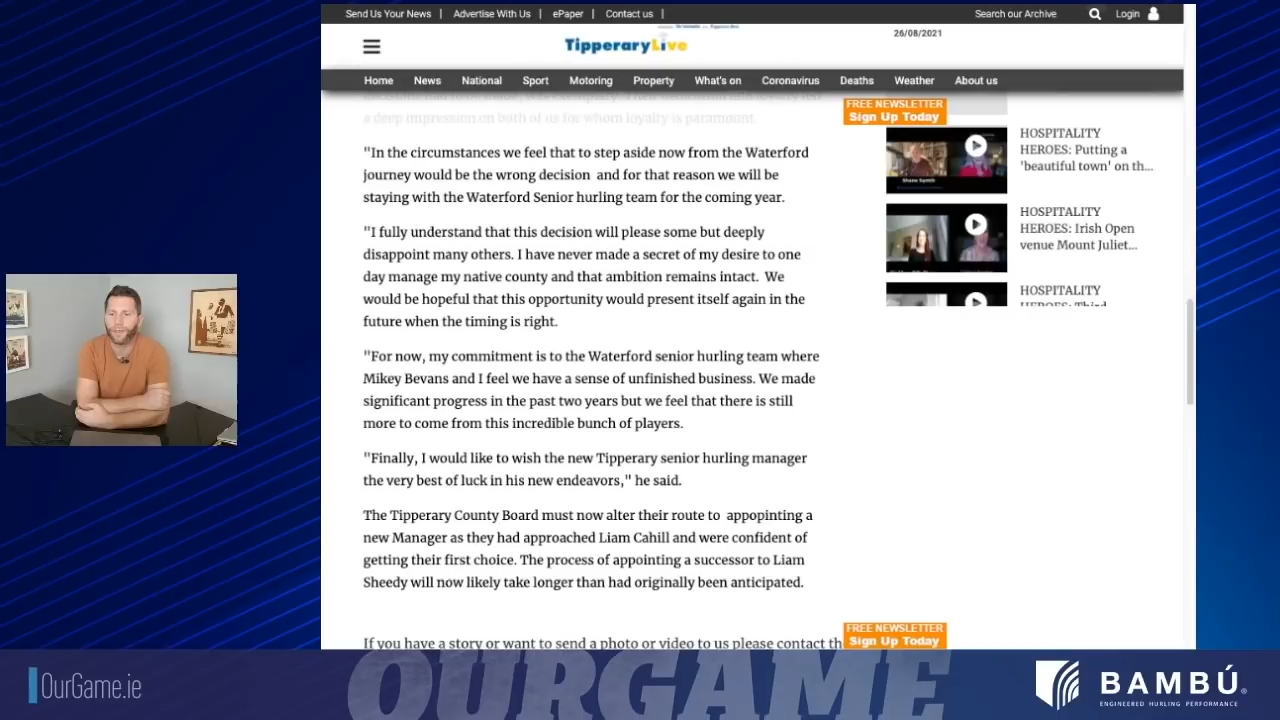 Send Us Your News | Advertise With Us | ePaper | Contact us |
Search our Archive
Login
TipperaryLive
26/08/2021
Home News National Sport Motoring Property What's on Coronavirus Deaths Weather About us
a deep impression on both of us for whom loyalty is paramount.
"In the circumstances we feel that to step aside now from the Waterford
journey would be the wrong decision and for that reason we will be
staying with the Waterford Senior hurling team for the coming year.
"I fully understand that this decision will please some but deeply
disappoint many others. I have never made a secret of my desire to one
day manage my native county and that ambition remains intact. We
would be hopeful that this opportunity would present itself again in the
future when the timing is right.
"For now, my commitment is to the Waterford senior hurling team where
Mikey Bevans and I feel we have a sense of unfinished business. We made
significant progress in the past two years but we feel that there is still
more to come from this incredible bunch of players.
"Finally, I would like to wish the new Tipperary senior hurling manager
the very best of luck in his new endeavors," he said.
The Tipperary County Board must now alter their route to appopinting a
new Manager as they had approached Liam Cahill and were confident of
getting their first choice. The process of appointing a successor to Liam
Sheedy will now likely take longer than had originally been anticipated.
If you have a story or want to send a photo or video to us please contact th
FREE NEWSLETTER
Sign Up Today
HOSPITALITY
HEROES: Putting a
'beautiful town' on th...
HOSPITALITY
HEROES: Irish Open
venue Mount Juliet...
HOSPITALITY
HEROES: Third
FREE NEWSLETTER
Sign Up Today
OurGame.ie
OURGAME
BAMBÚ®
ENGINEERED HURLING PERFORMANCE